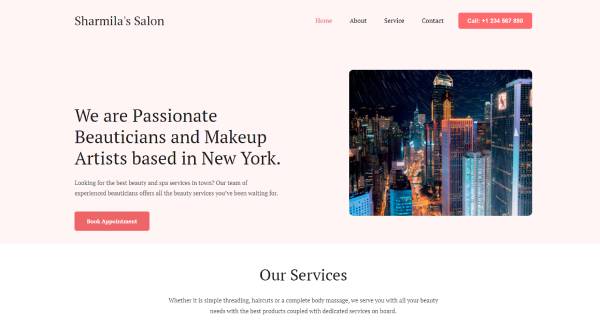 Sharmila's Salon
Home About Service Contact Call: +1 234 567 890
We are Passionate
Beauticians and Makeup
Artists based in New York.
Looking for the best beauty and spa services in town? Our team of
experienced beauticians offers all the beauty services you've been waiting for.
Book Appointment
Our Services
Whether it is simple threading, haircuts or a complete body massage, we serve you with all your beauty
needs with the best products coupled with dedicated services on board.